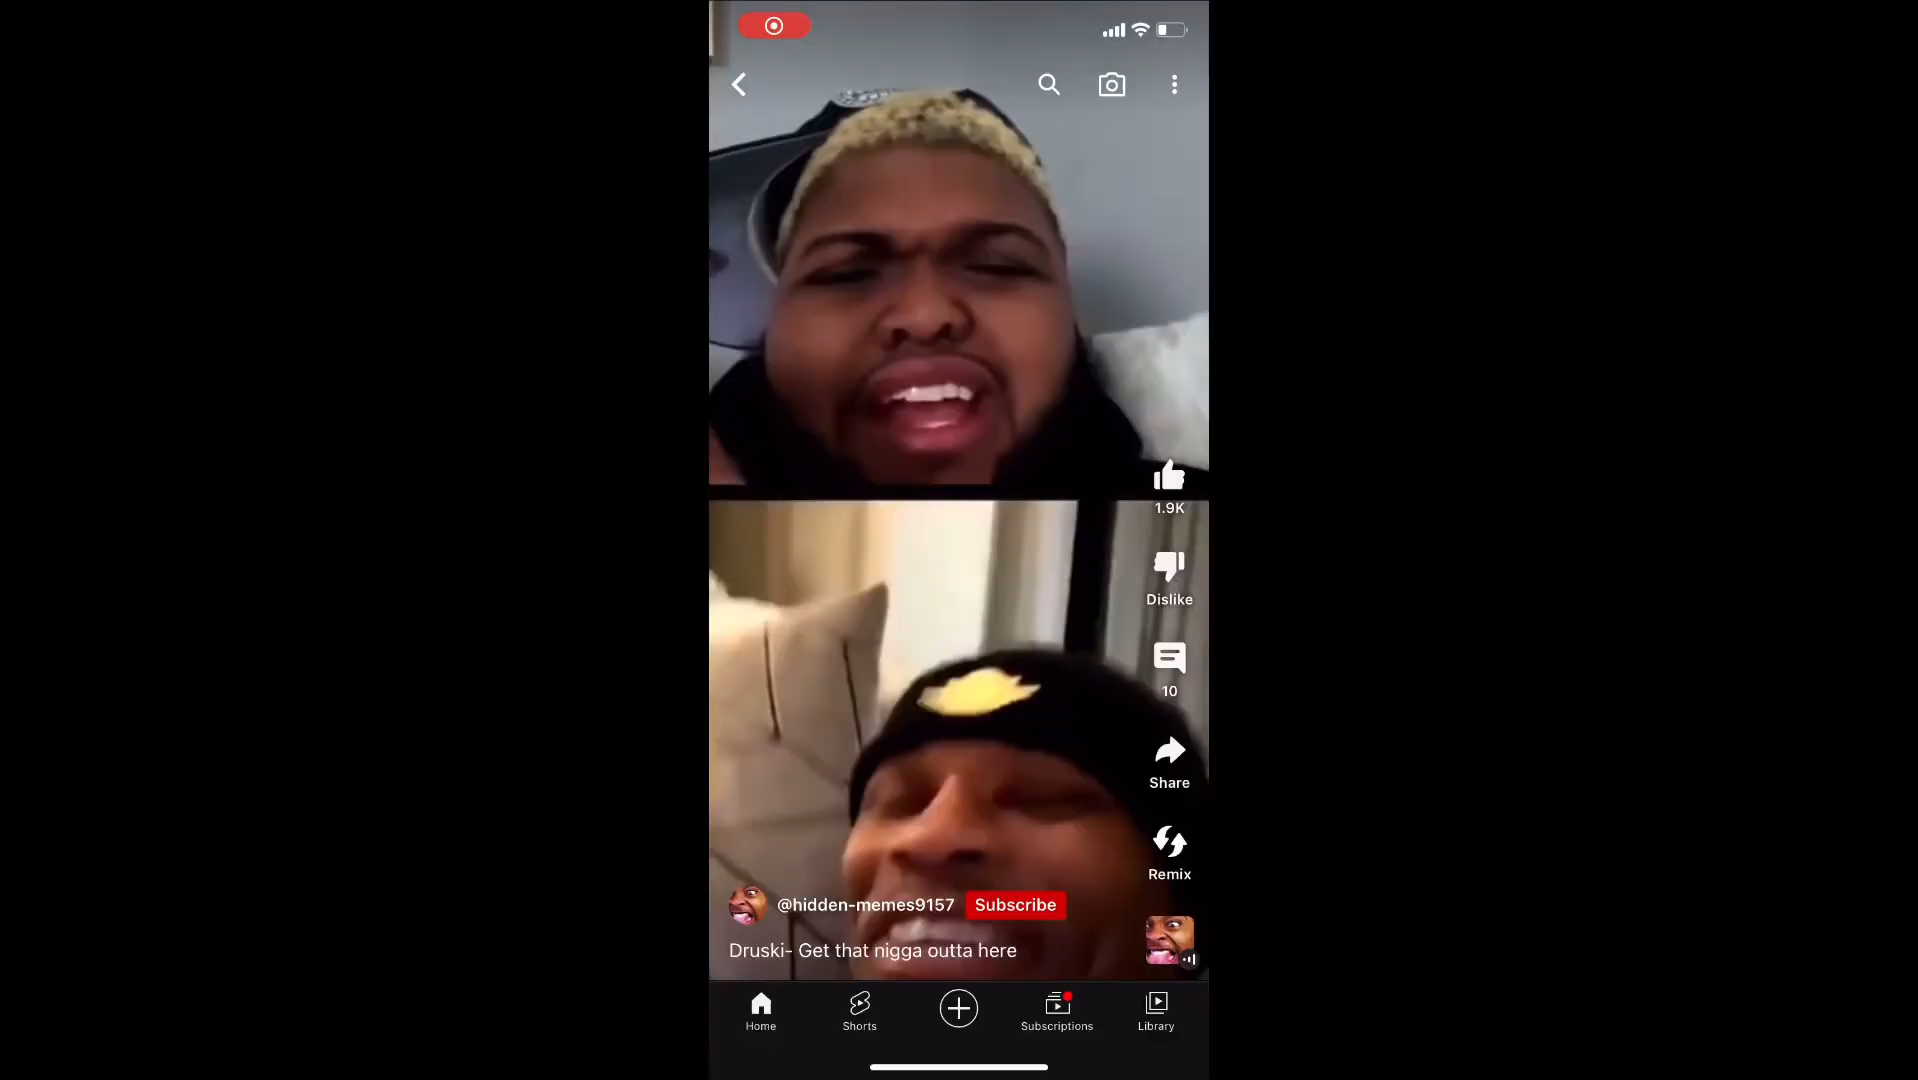 1.9K
Dislike
10
Share
Remix
@hidden-memes9157 Subscribe
Druski- Get that nigga outta here
Home Shorts Subscriptions Library